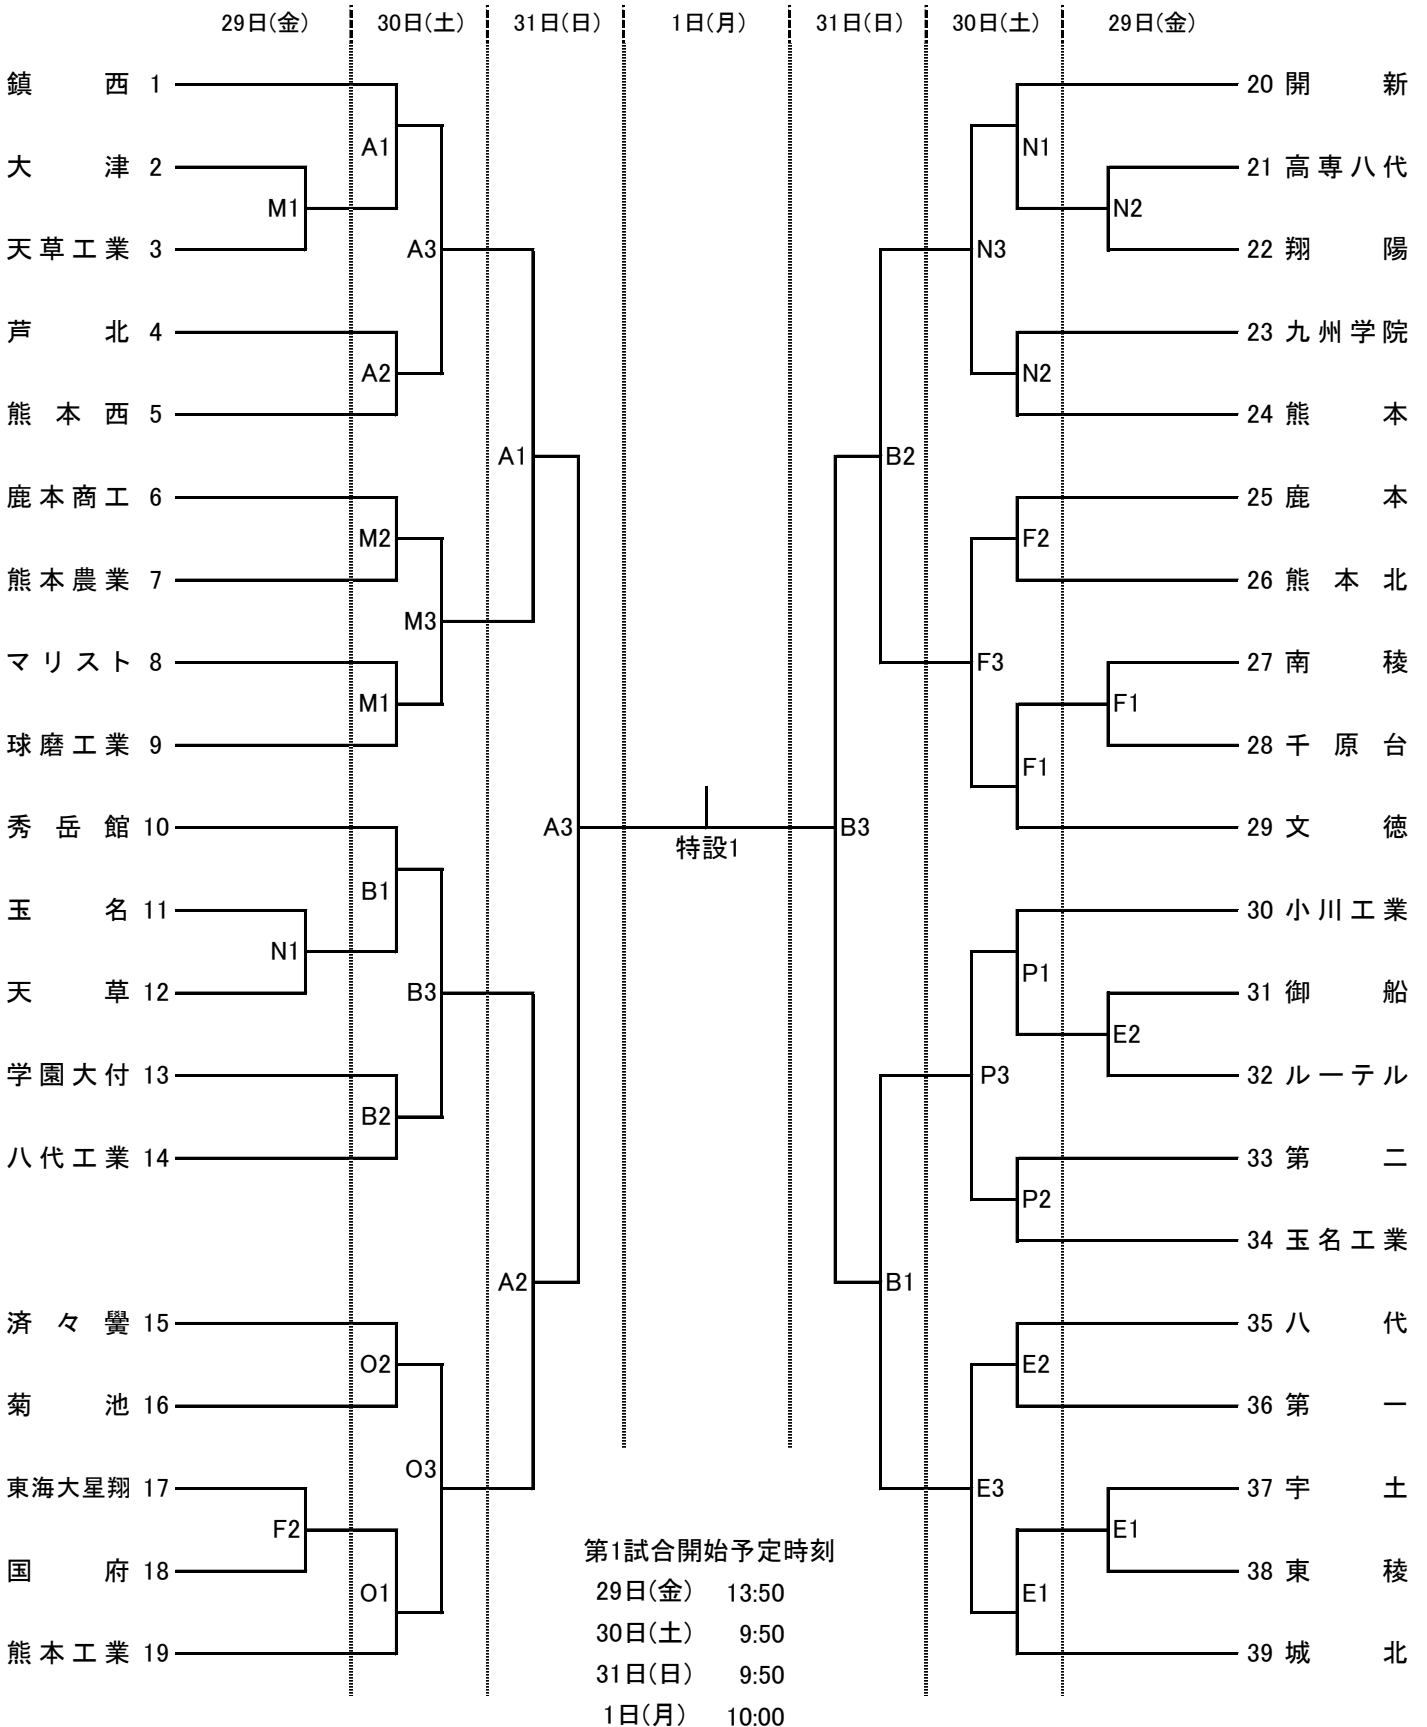 29日(金) 30日(土) 31日(日) 1日(月) 31日(日) 30日(土) 29日(金)
鎮西 1
20 開新
A1
N1
大津 2
21 高専八代
M1
N2
天草工業 3
A3
N3
22 翔陽
芦北 4
23 九州学院
A2
N2
熊本西 5
24 熊本
A1
B2
鹿本商工 6
25 鹿本
M2
F2
熊本農業 7
26 熊本北
M3
マリスト 8
F3
27 南稜
M1
F1
球磨工業 9
28 千原台
F1
秀岳館 10
A3
B3
29 文徳
特設1
B1
玉名 11
30 小川工業
N1
P1
天草 12
B3
31 御船
E2
学園大付 13
P3
32 ルーテル
B2
八代工業 14
33 第二
P2
34 玉名工業
A2
B1
済々黌 15
35 八代
O2
E2
菊池 16
36 第一
O3
東海大星翔 17
E3
37 宇土
F2
E1
国府 18
38 東稜
O1
E1
熊本工業 19
39 城北
第1試合開始予定時刻
29日(金) 13:50
30日(土) 9:50
31日(日) 9:50
1日(月) 10:00